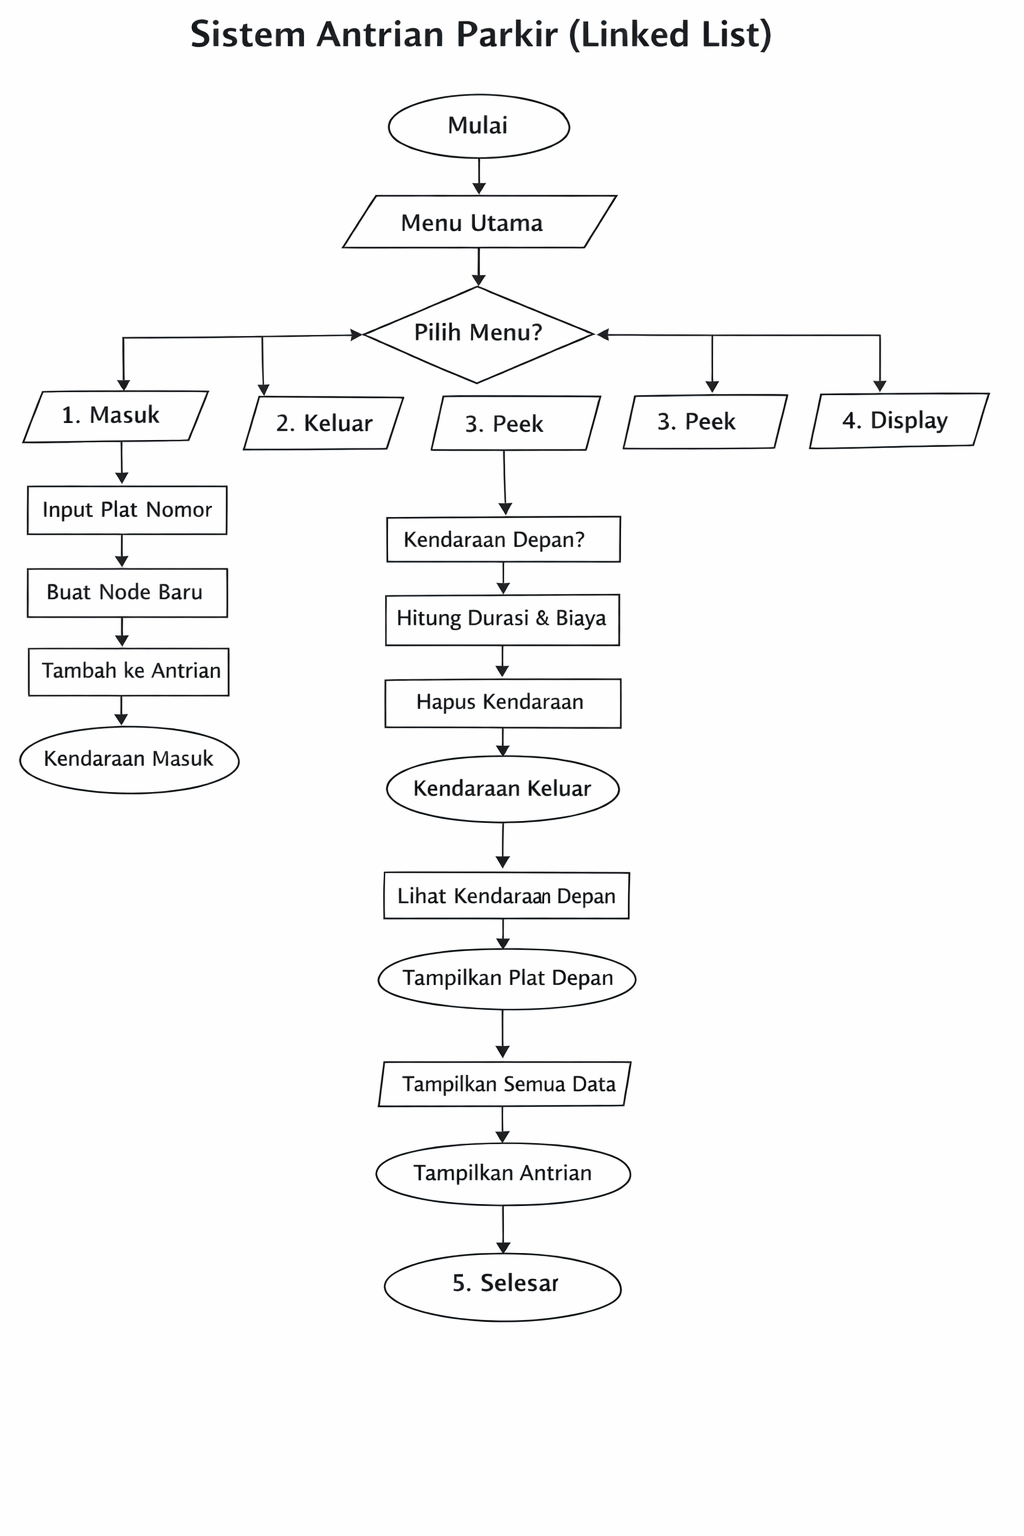 Sistem Antrian Parkir (Linked List)
Mulai
Menu Utama
Pilih Menu?
1. Masuk
2. Keluar
3. Peek
3. Peek
4. Display
Input Plat Nomor
Buat Node Baru
Tambah ke Antrian
Kendaraan Masuk
Kendaraan Depan?
Hitung Durasi & Biaya
Hapus Kendaraan
Kendaraan Keluar
Lihat Kendaraan Depan
Tampilkan Plat Depan
Tampilkan Semua Data
Tampilkan Antrian
5. Selesar